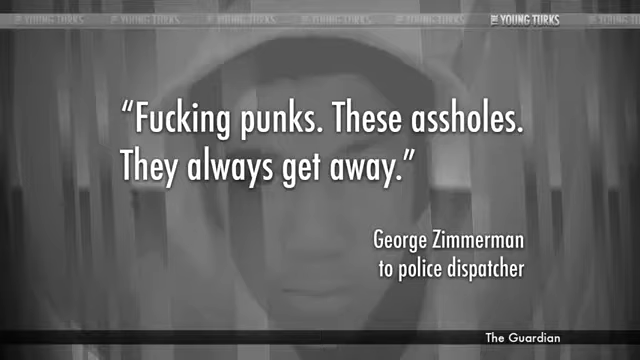 THE YOUNG TURKS
“Fucking punks. These assholes.
They always get away.”
George Zimmerman
to police dispatcher
The Guardian